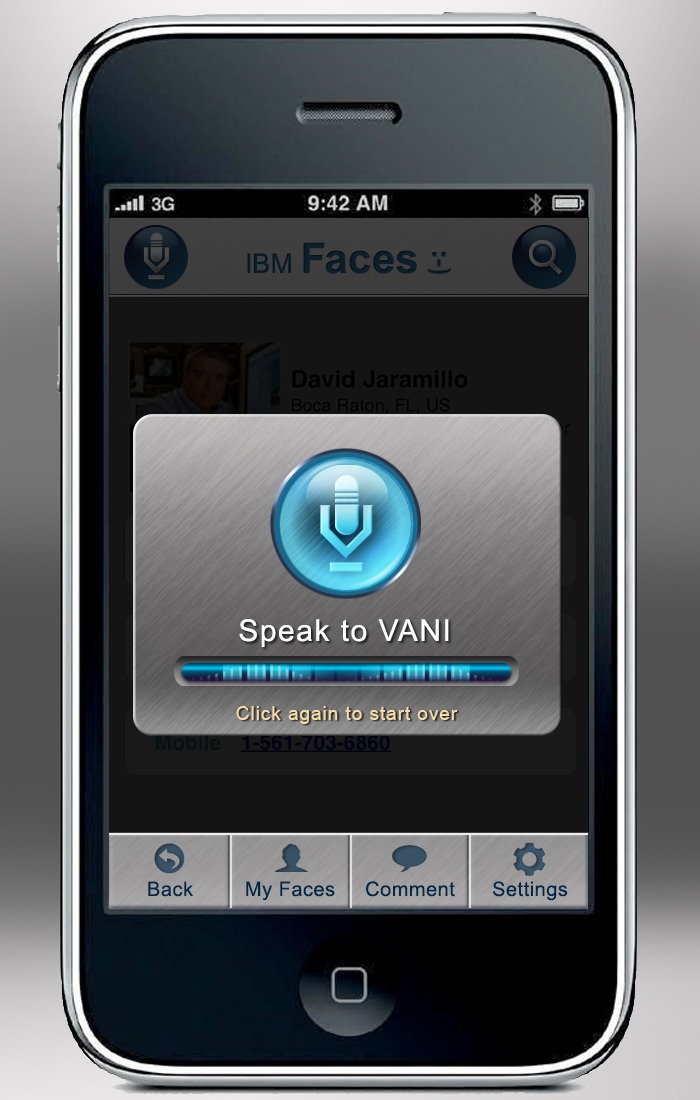 3G 9:42 AM
IBM Faces
David Jaramillo
Boca Raton, FL, US
Speak to VANI
Click again to start over
Mobile 1-561-703-6860
Back My Faces Comment Settings